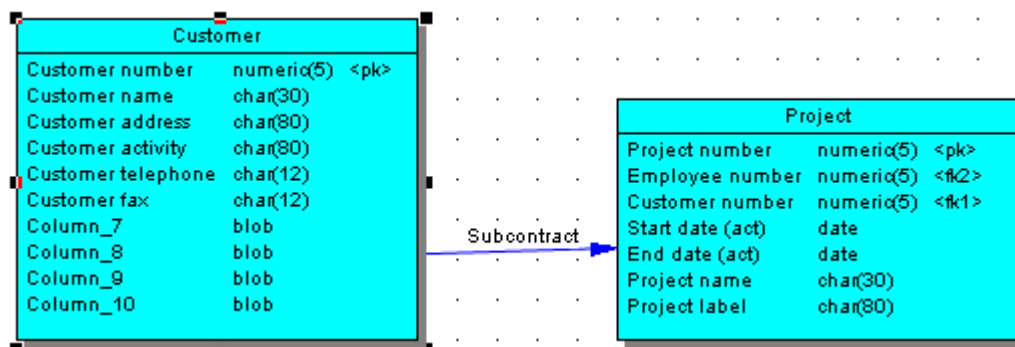 Customer
Customer number numeric(5) <pk>
Customer name char(30)
Customer address char(80)
Customer activity char(80)
Customer telephone char(12)
Customer fax char(12)
Column_7 blob
Column_8 blob
Column_9 blob
Column_10 blob
Subcontract
Project
Project number numeric(5) <pk>
Employee number numeric(5) <fk2>
Customer number numeric(5) <fk1>
Start date (act) date
End date (act) date
Project name char(30)
Project label char(80)